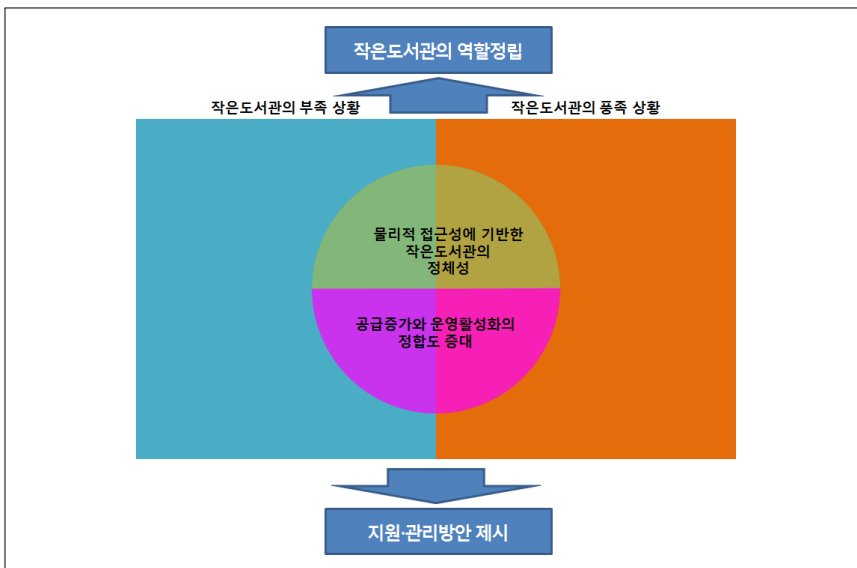 작은도서관의 역할정립
작은도서관의 부족 상황
작은도서관의 풍족 상황
물리적 접근성에 기반한
작은도서관의
정체성
공급증가와 운영활성화의
정합도 증대
지원·관리방안 제시